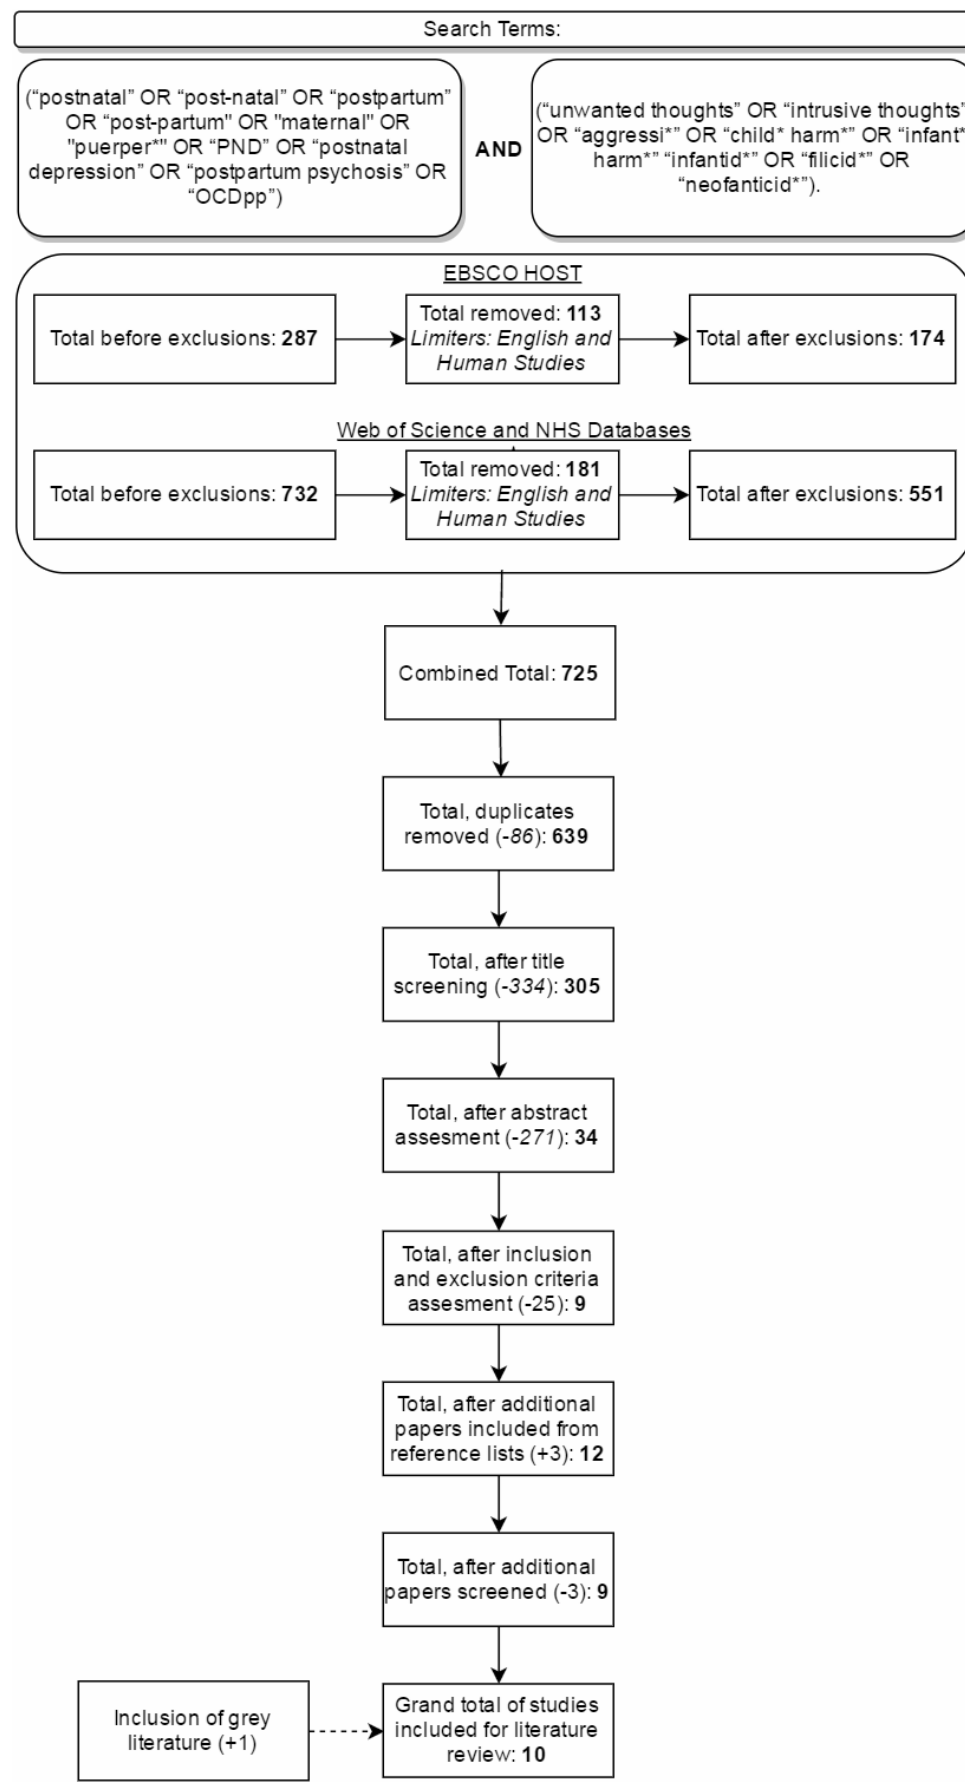 Search Terms:
(“postnatal” OR “post-natal” OR “postpartum”
OR “post-partum" OR "maternal" OR
"puerper*" OR “PND” OR “postnatal
depression” OR “postpartum psychosis” OR
“OCDpp”)
AND
(“unwanted thoughts” OR “intrusive thoughts”
OR “aggressi*” OR “child* harm*” OR “infant*
harm*” “infantid*” OR “filicid*” OR
“neofanticid*”).
EBSCO HOST
Total before exclusions: 287
Total removed: 113
Limiters: English and
Human Studies
Total after exclusions: 174
Web of Science and NHS Databases
Total before exclusions: 732
Total removed: 181
Limiters: English and
Human Studies
Total after exclusions: 551
Combined Total: 725
Total, duplicates
removed (-86): 639
Total, after title
screening (-334): 305
Total, after abstract
assesment (-271): 34
Total, after inclusion
and exclusion criteria
assesment (-25): 9
Total, after additional
papers included from
reference lists (+3): 12
Total, after additional
papers screened (-3): 9
Inclusion of grey
literature (+1)
Grand total of studies
included for literature
review: 10